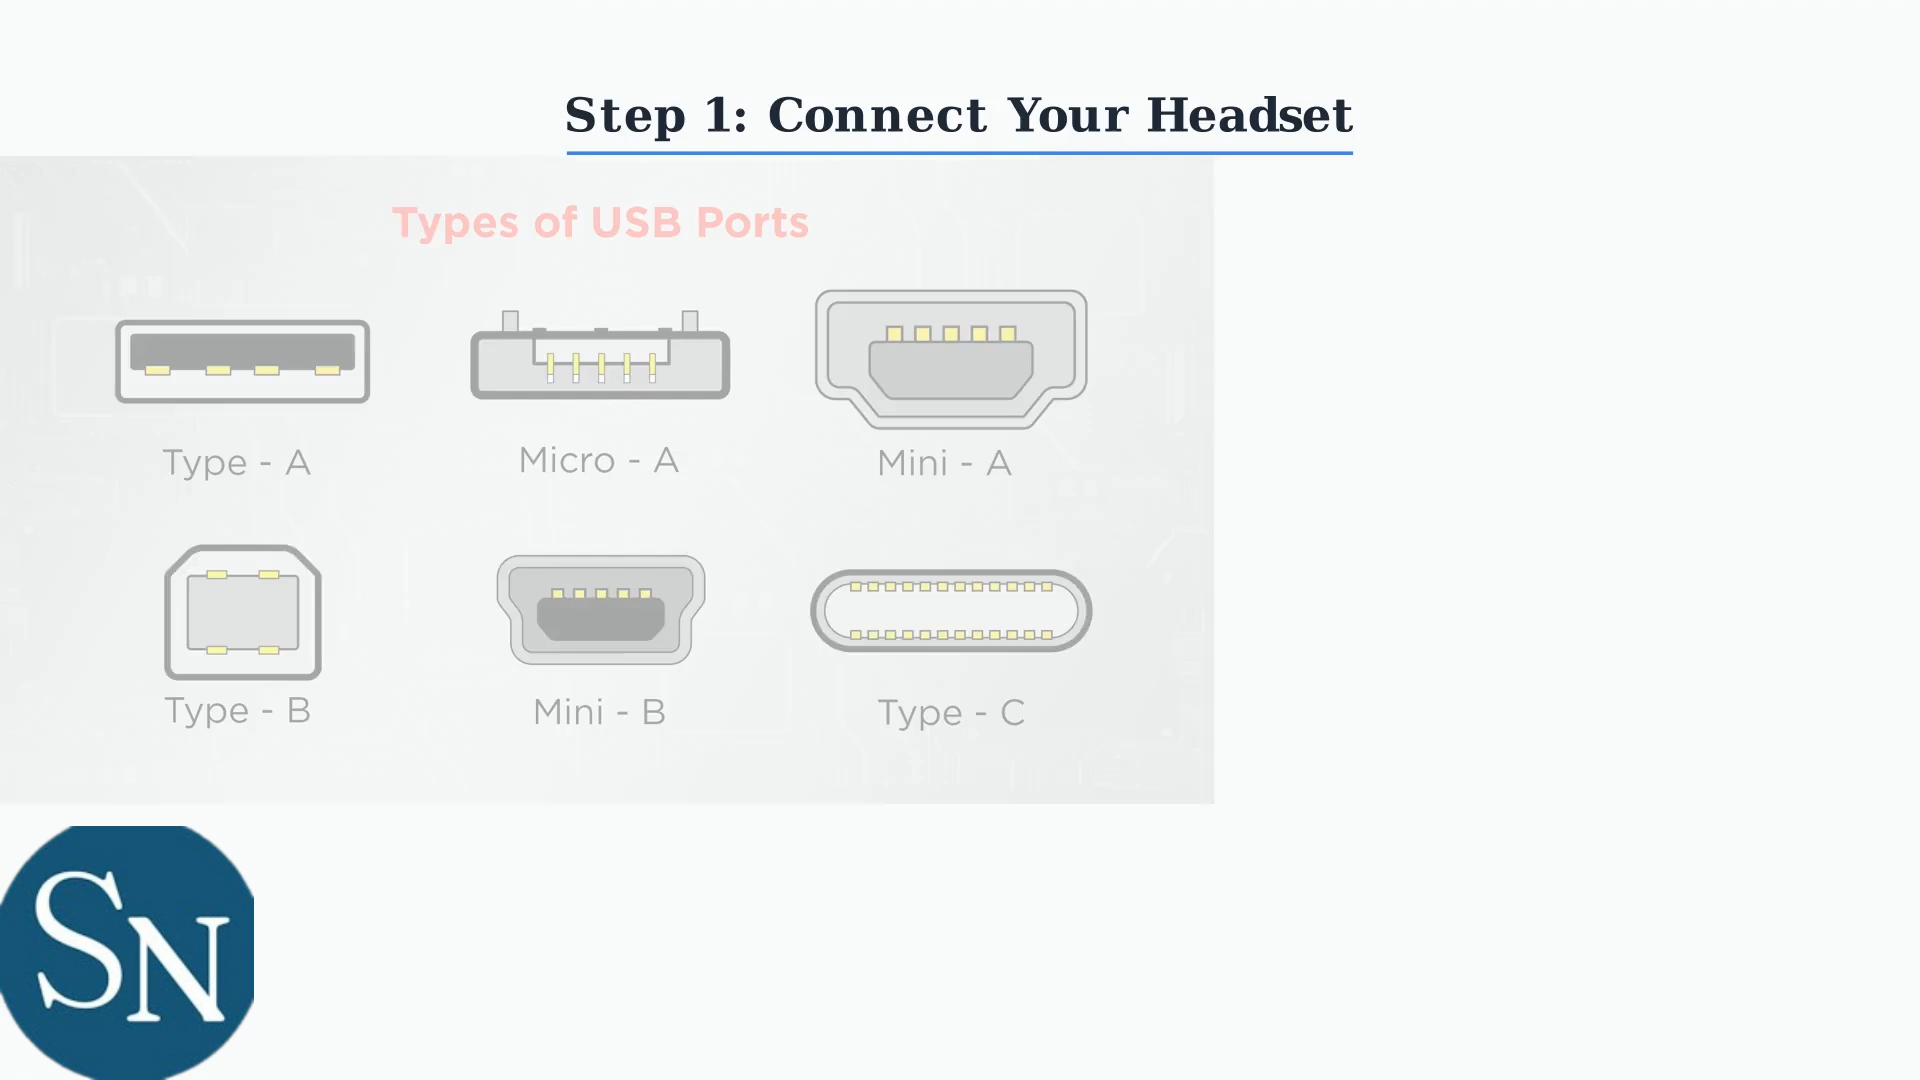 Step 1: Connect Your Headset
Types of USB Ports
Type - A
Micro - A
Mini - A
Type - B
Mini - B
Type - C
SN